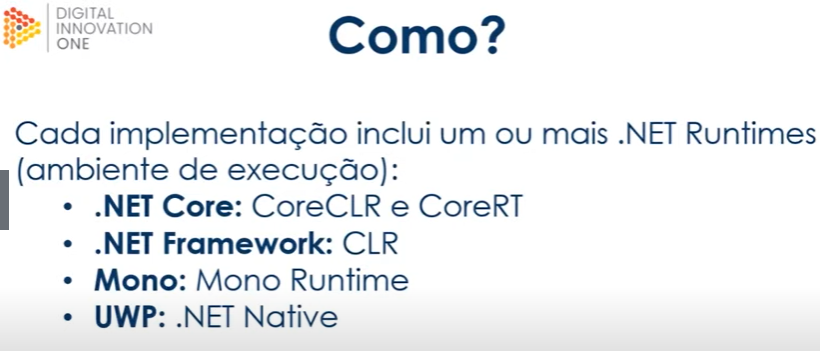 DIGITAL
INNOVATION
ONE
Como?
Cada implementação inclui um ou mais .NET Runtimes
(ambiente de execução):
• .NET Core: CoreCLR e CoreRT
• .NET Framework: CLR
• Mono: Mono Runtime
• UWP: .NET Native